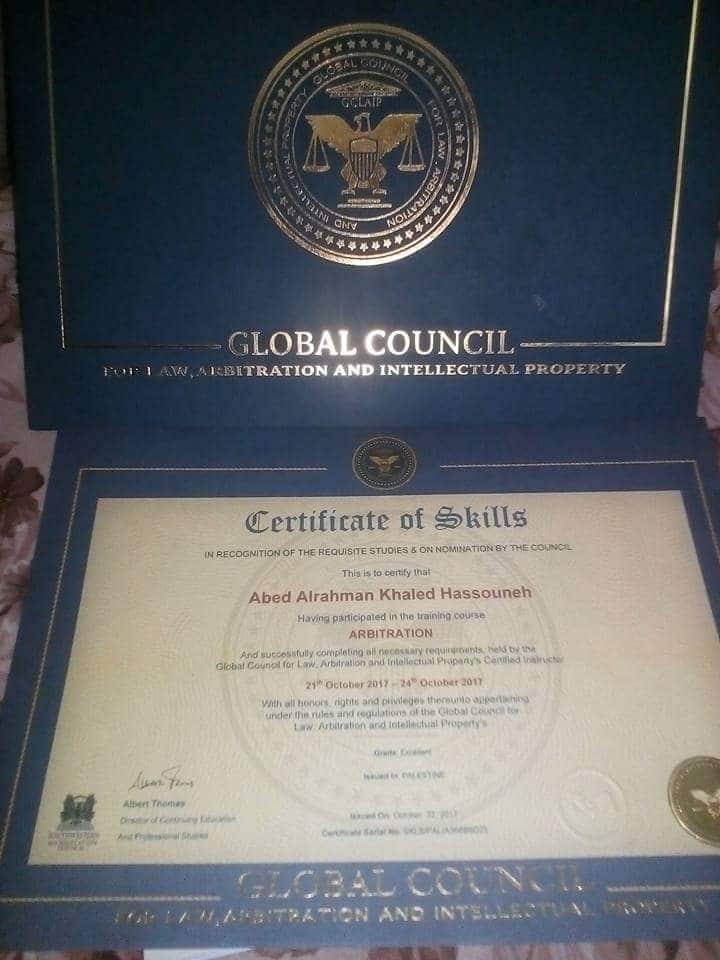 GLOBAL COUNCIL
FOR LAW, ARBITRATION
AND INTELLECTUAL PROPERTY
GCLAIP
GLOBAL COUNCIL
FOR LAW, ARBITRATION AND INTELLECTUAL PROPERTY
Certificate of Skills
IN RECOGNITION OF THE REQUISITE STUDIES & ON NOMINATION BY THE COUNCIL
This is to certify that
Abed Alrahman Khaled Hassouneh
Having participated in the training course
ARBITRATION
And successfully completing all necessary requirements, held by the
Global Council for Law, Arbitration and Intellectual Property's Certified Instructor
21th October 2017 – 24th October 2017
With all honors, rights and privileges thereunto appertaining
under the rules and regulations of the Global Council for
Law, Arbitration and Intellectual Property's
Grade: Excellent
Issued In: PALESTINE
Albert Thomas
Director of Continuing Education
And Professional Studies
Issued On: October 2017
Certificate Serial No.
GLOBAL COUNCIL
FOR LAW, ARBITRATION AND INTELLECTUAL PROPERTY